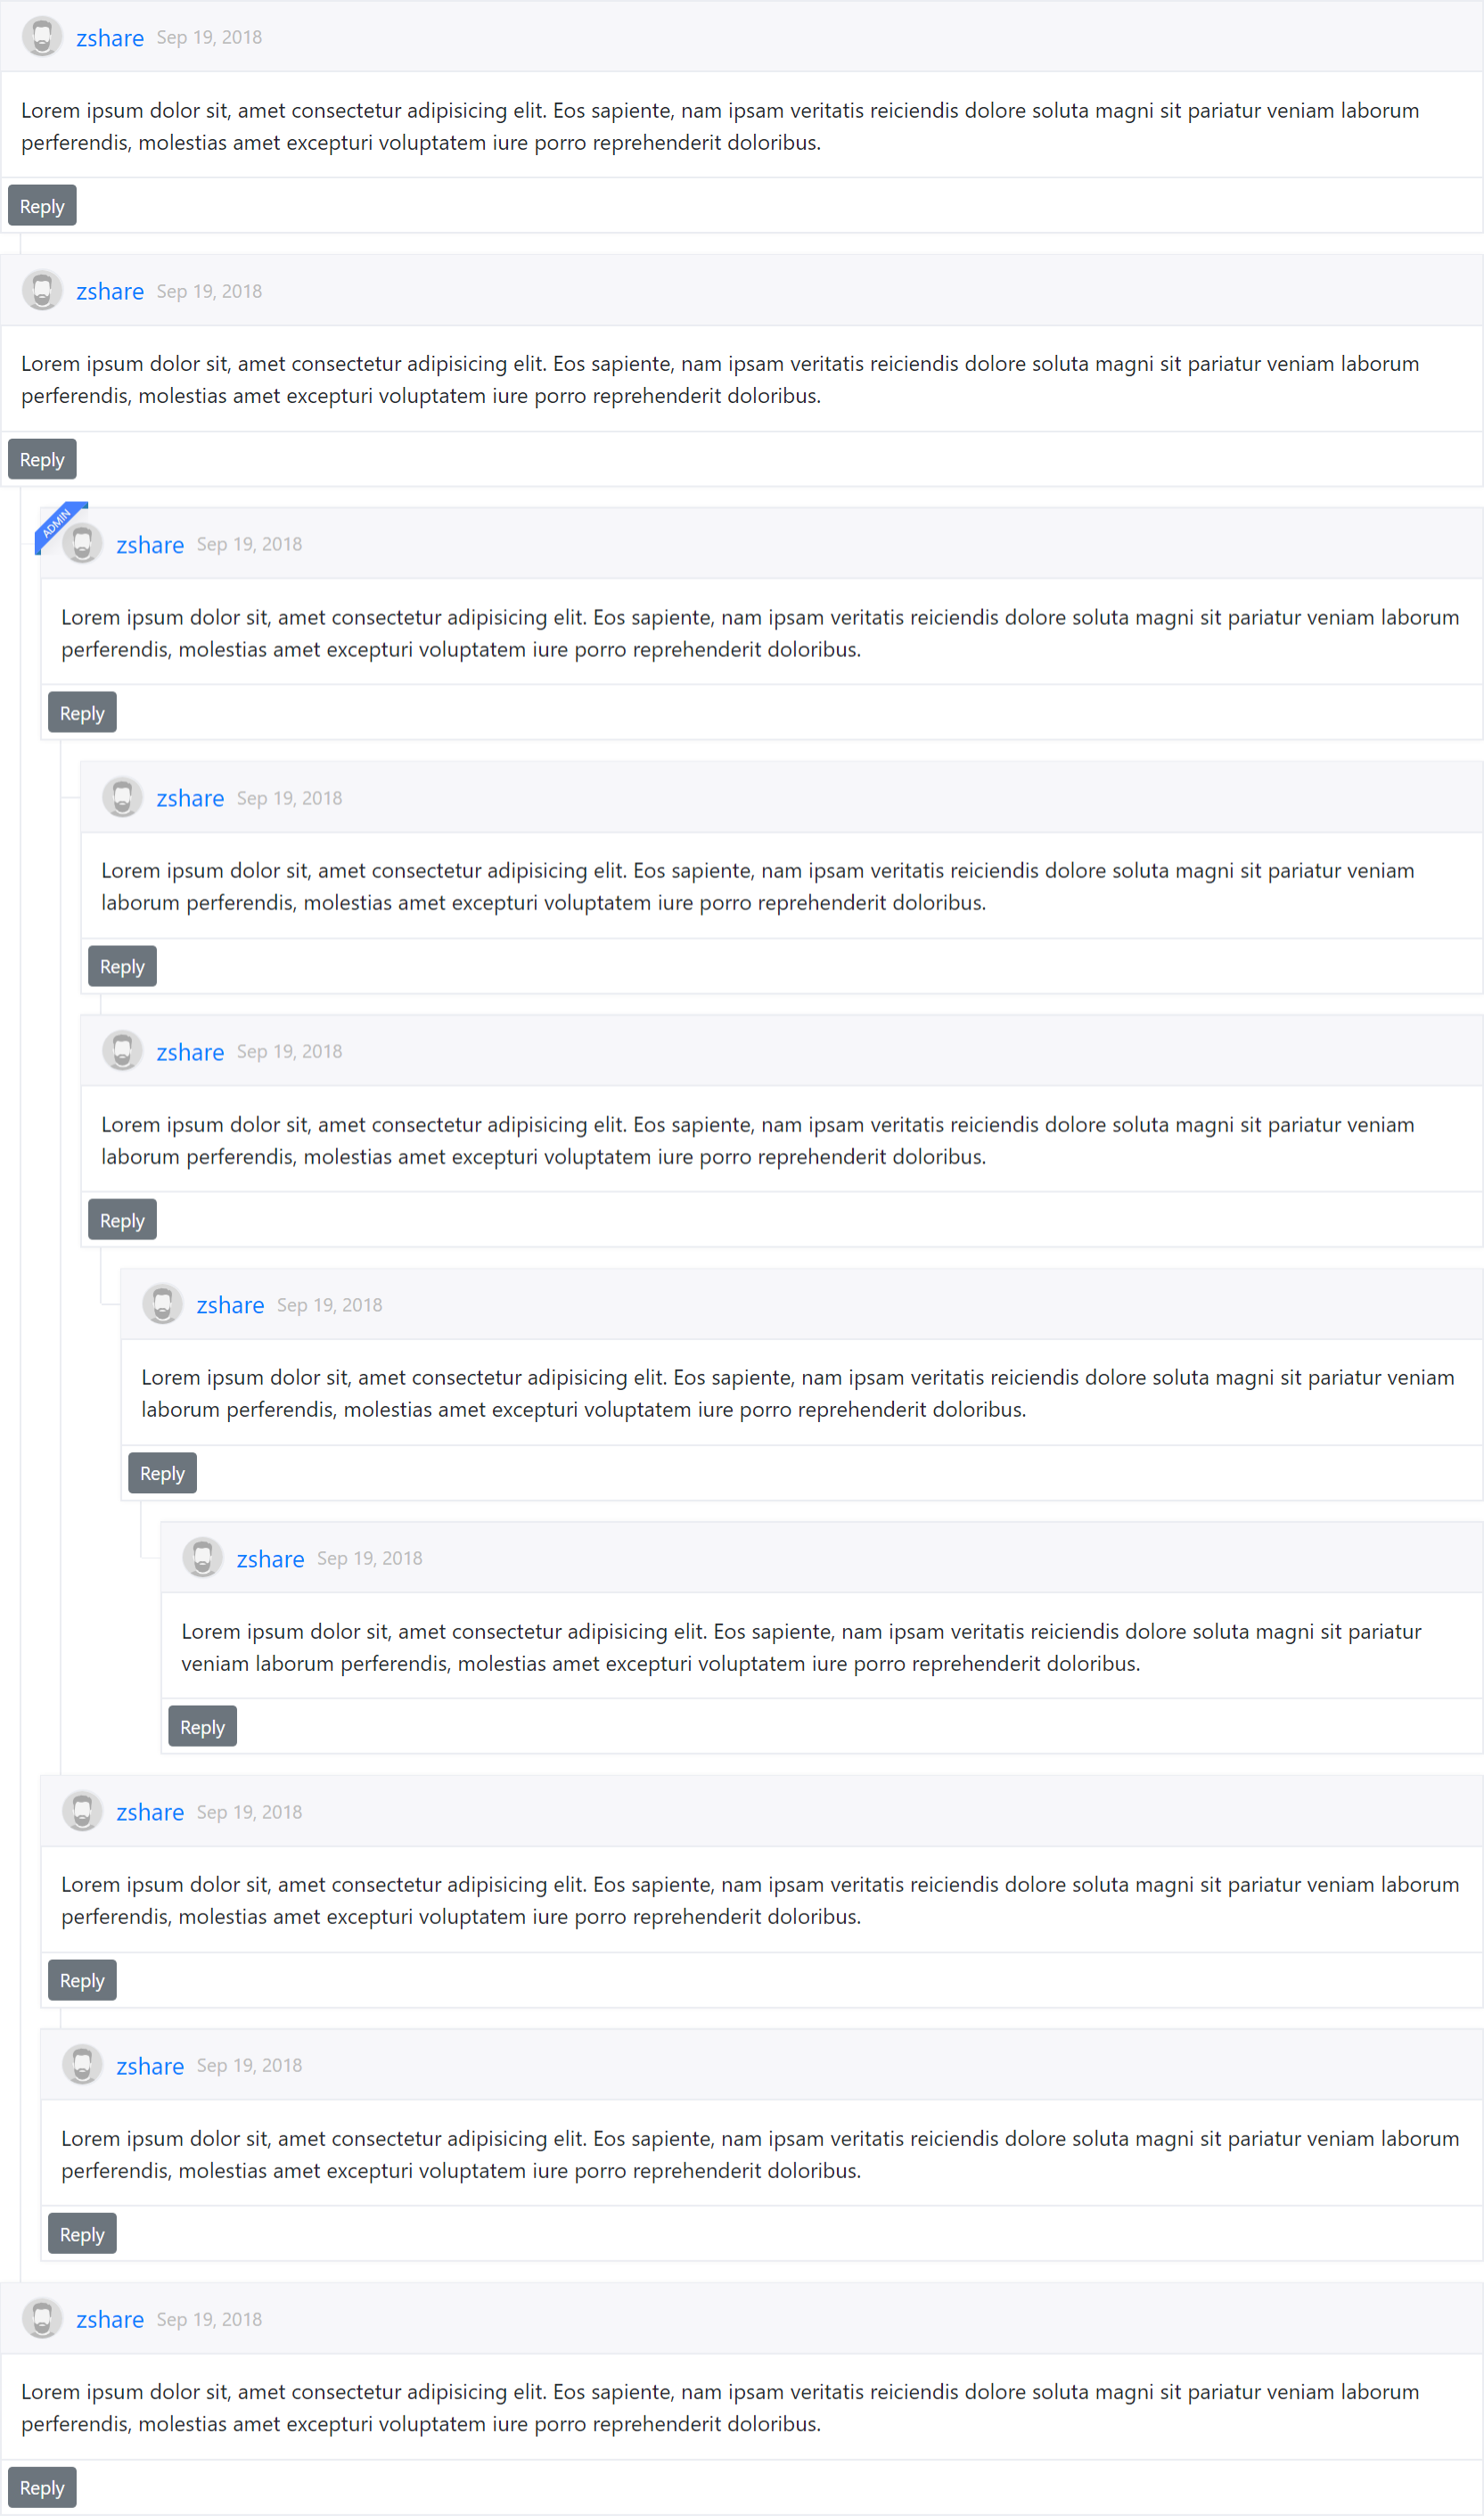 zshare Sep 19, 2018
Lorem ipsum dolor sit, amet consectetur adipisicing elit. Eos sapiente, nam ipsam veritatis reiciendis dolore soluta magni sit pariatur veniam laborum
perferendis, molestias amet excepturi voluptatem iure porro reprehenderit doloribus.
Reply
zshare Sep 19, 2018
Lorem ipsum dolor sit, amet consectetur adipisicing elit. Eos sapiente, nam ipsam veritatis reiciendis dolore soluta magni sit pariatur veniam laborum
perferendis, molestias amet excepturi voluptatem iure porro reprehenderit doloribus.
Reply
ADMIN
zshare Sep 19, 2018
Lorem ipsum dolor sit, amet consectetur adipisicing elit. Eos sapiente, nam ipsam veritatis reiciendis dolore soluta magni sit pariatur veniam laborum
perferendis, molestias amet excepturi voluptatem iure porro reprehenderit doloribus.
Reply
zshare Sep 19, 2018
Lorem ipsum dolor sit, amet consectetur adipisicing elit. Eos sapiente, nam ipsam veritatis reiciendis dolore soluta magni sit pariatur veniam
laborum perferendis, molestias amet excepturi voluptatem iure porro reprehenderit doloribus.
Reply
zshare Sep 19, 2018
Lorem ipsum dolor sit, amet consectetur adipisicing elit. Eos sapiente, nam ipsam veritatis reiciendis dolore soluta magni sit pariatur veniam
laborum perferendis, molestias amet excepturi voluptatem iure porro reprehenderit doloribus.
Reply
zshare Sep 19, 2018
Lorem ipsum dolor sit, amet consectetur adipisicing elit. Eos sapiente, nam ipsam veritatis reiciendis dolore soluta magni sit pariatur veniam
laborum perferendis, molestias amet excepturi voluptatem iure porro reprehenderit doloribus.
Reply
zshare Sep 19, 2018
Lorem ipsum dolor sit, amet consectetur adipisicing elit. Eos sapiente, nam ipsam veritatis reiciendis dolore soluta magni sit pariatur
veniam laborum perferendis, molestias amet excepturi voluptatem iure porro reprehenderit doloribus.
Reply
zshare Sep 19, 2018
Lorem ipsum dolor sit, amet consectetur adipisicing elit. Eos sapiente, nam ipsam veritatis reiciendis dolore soluta magni sit pariatur veniam laborum
perferendis, molestias amet excepturi voluptatem iure porro reprehenderit doloribus.
Reply
zshare Sep 19, 2018
Lorem ipsum dolor sit, amet consectetur adipisicing elit. Eos sapiente, nam ipsam veritatis reiciendis dolore soluta magni sit pariatur veniam laborum
perferendis, molestias amet excepturi voluptatem iure porro reprehenderit doloribus.
Reply
zshare Sep 19, 2018
Lorem ipsum dolor sit, amet consectetur adipisicing elit. Eos sapiente, nam ipsam veritatis reiciendis dolore soluta magni sit pariatur veniam laborum
perferendis, molestias amet excepturi voluptatem iure porro reprehenderit doloribus.
Reply